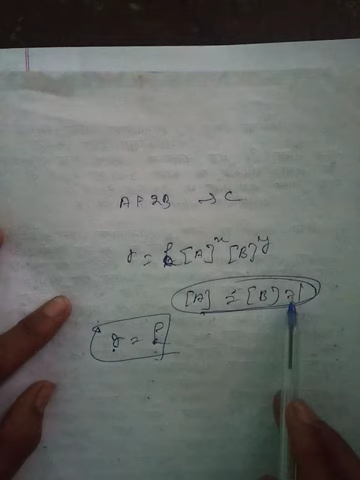 A + 2B → C
r = k [A]^x [B]^y
[A] = [B] = 1
r = k